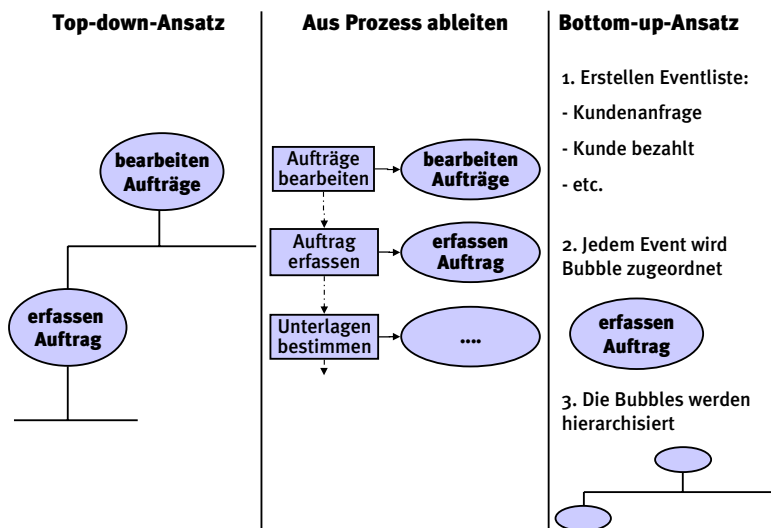 Top-down-Ansatz
bearbeiten
Aufträge
erfassen
Auftrag
Aus Prozess ableiten
Aufträge
bearbeiten
bearbeiten
Aufträge
Auftrag
erfassen
erfassen
Auftrag
Unterlagen
bestimmen
....
Bottom-up-Ansatz
1. Erstellen Eventliste:
- Kundenanfrage
- Kunde bezahlt
- etc.
2. Jedem Event wird
Bubble zugeordnet
erfassen
Auftrag
3. Die Bubbles werden
hierarchisiert